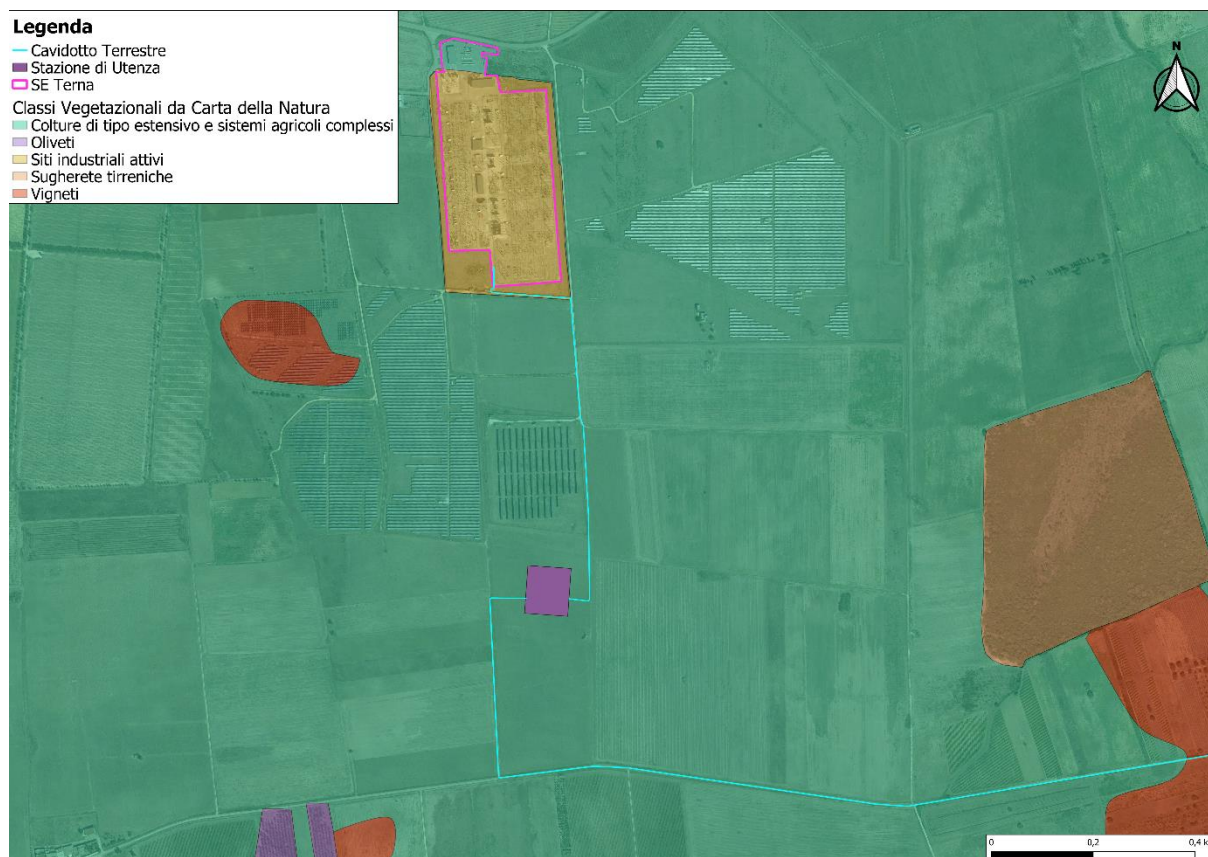 Legenda
Cavidotto Terrestre
Stazione di Utenza
SE Terna
Classi Vegetazionali da Carta della Natura
Colture di tipo estensivo e sistemi agricoli complessi
Oliveti
Siti industriali attivi
Sugherete tirreniche
Vigneti
N
0 0,2 0,4 k